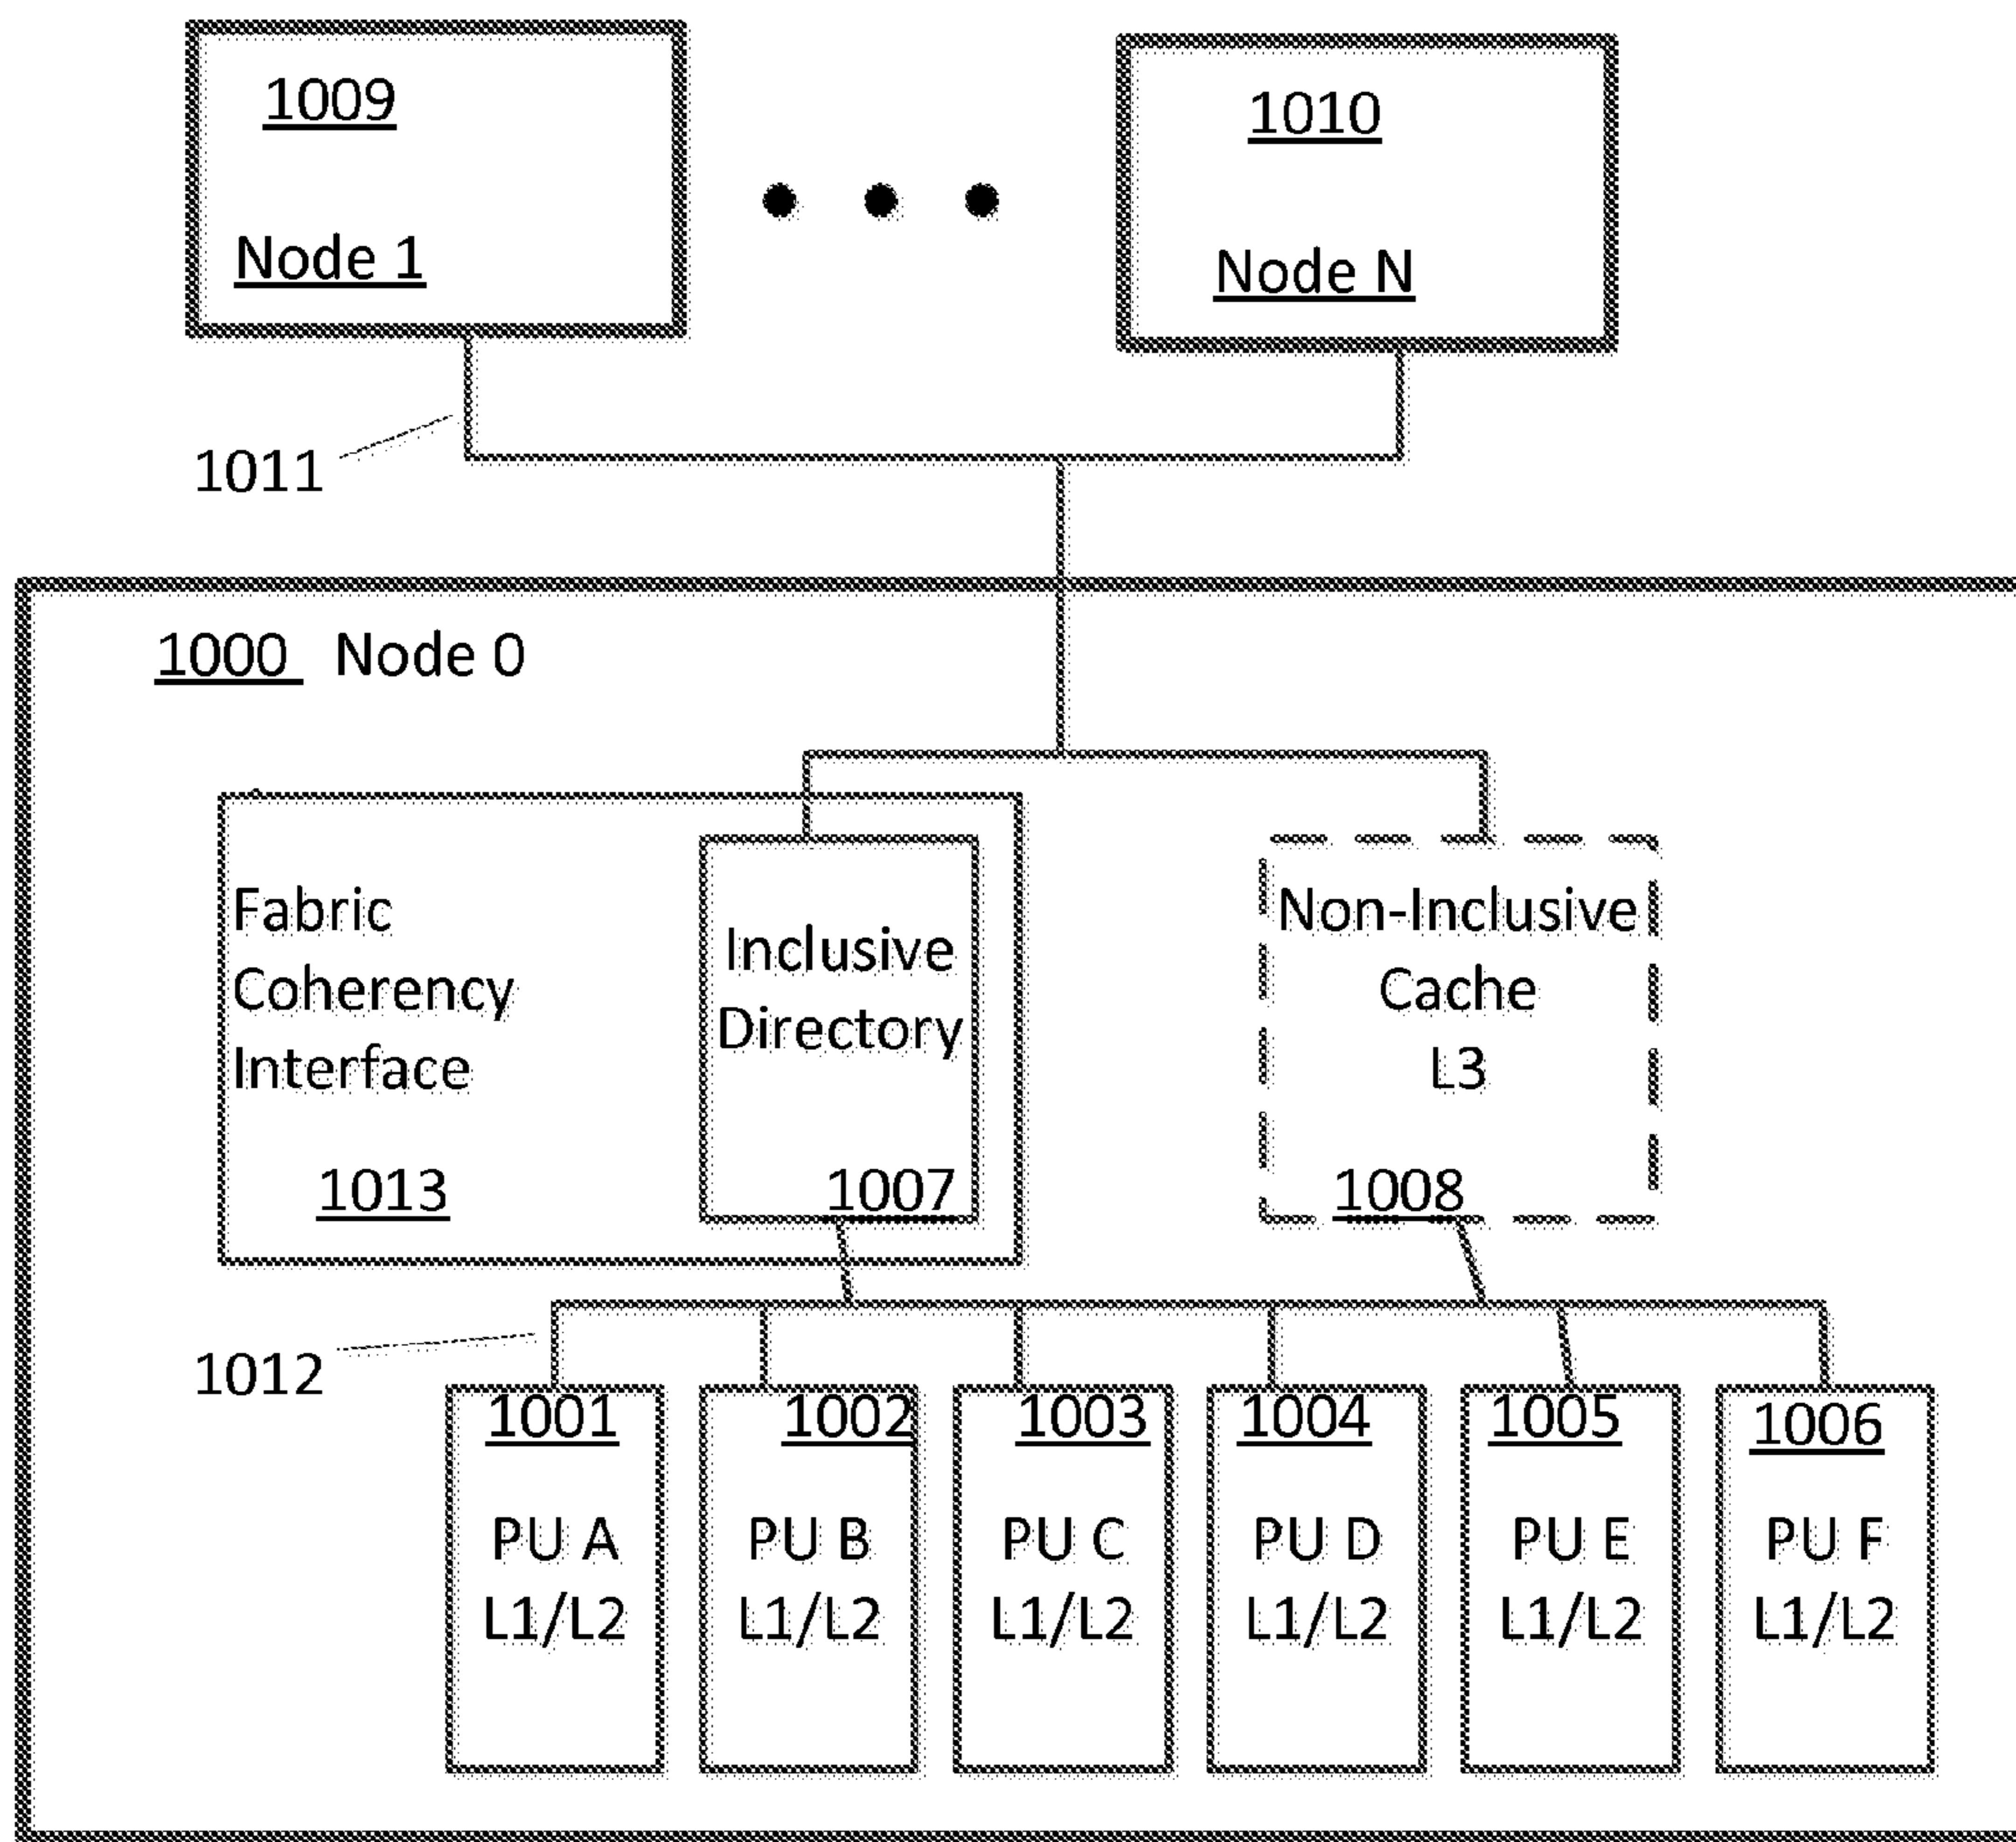 1009
Node 1
1010
Node N
1011
1000 Node 0
Fabric
Coherency
Interface
1013
Inclusive
Directory
1007
Non-Inclusive
Cache
L3
1008
1012
1001
PU A
L1/L2
1002
PU B
L1/L2
1003
PU C
L1/L2
1004
PU D
L1/L2
1005
PU E
L1/L2
1006
PU F
L1/L2